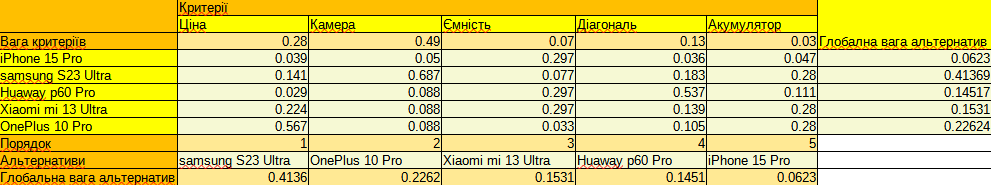 Критерії
Ціна Камера Ємність Діагональ Акумулятор
Вага критеріїв 0.28 0.49 0.07 0.13 0.03 Глобална вага альтернатив
iPhone 15 Pro 0.039 0.05 0.297 0.036 0.047 0.0623
samsung S23 Ultra 0.141 0.687 0.077 0.183 0.28 0.41369
Huaway p60 Pro 0.029 0.088 0.297 0.537 0.111 0.14517
Xiaomi mi 13 Ultra 0.224 0.088 0.297 0.139 0.28 0.1531
OnePlus 10 Pro 0.567 0.088 0.033 0.105 0.28 0.22624
Порядок 1 2 3 4 5
Альтернативи samsung S23 Ultra OnePlus 10 Pro Xiaomi mi 13 Ultra Huaway p60 Pro iPhone 15 Pro
Глобальна вага альтернатив 0.4136 0.2262 0.1531 0.1451 0.0623